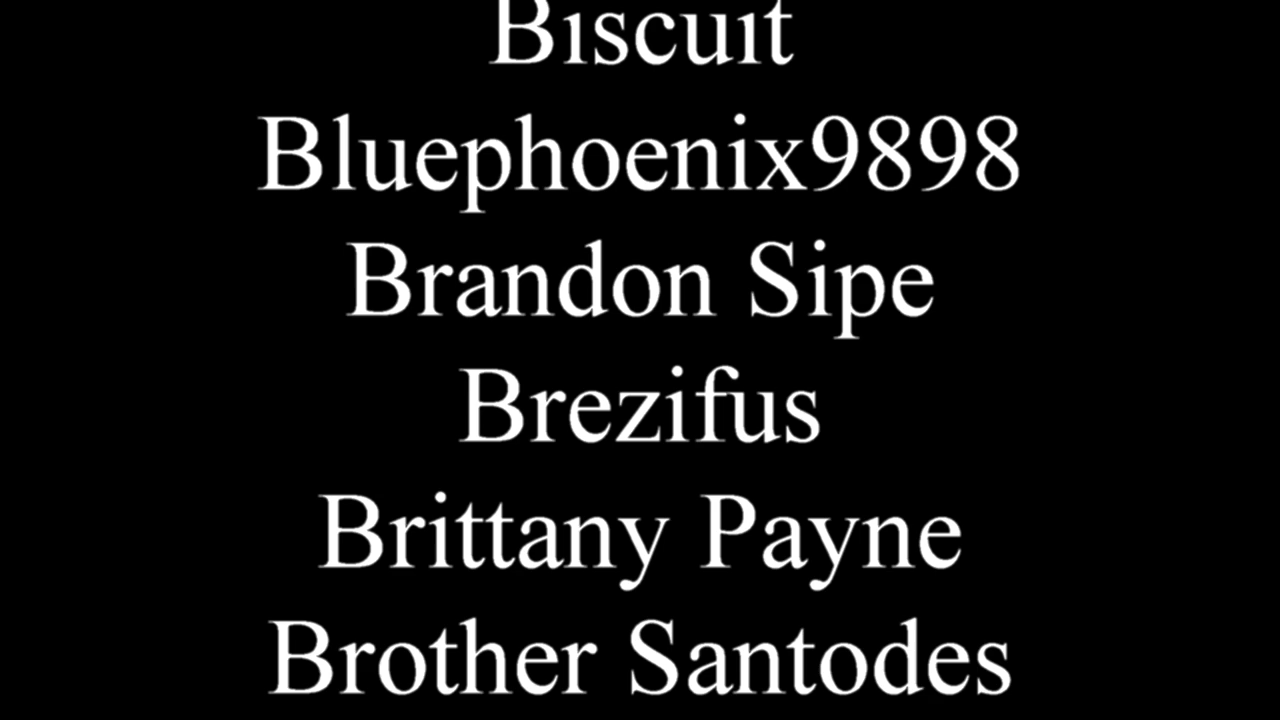 Biscuit
Bluephoenix9898
Brandon Sipe
Brezifus
Brittany Payne
Brother Santodes